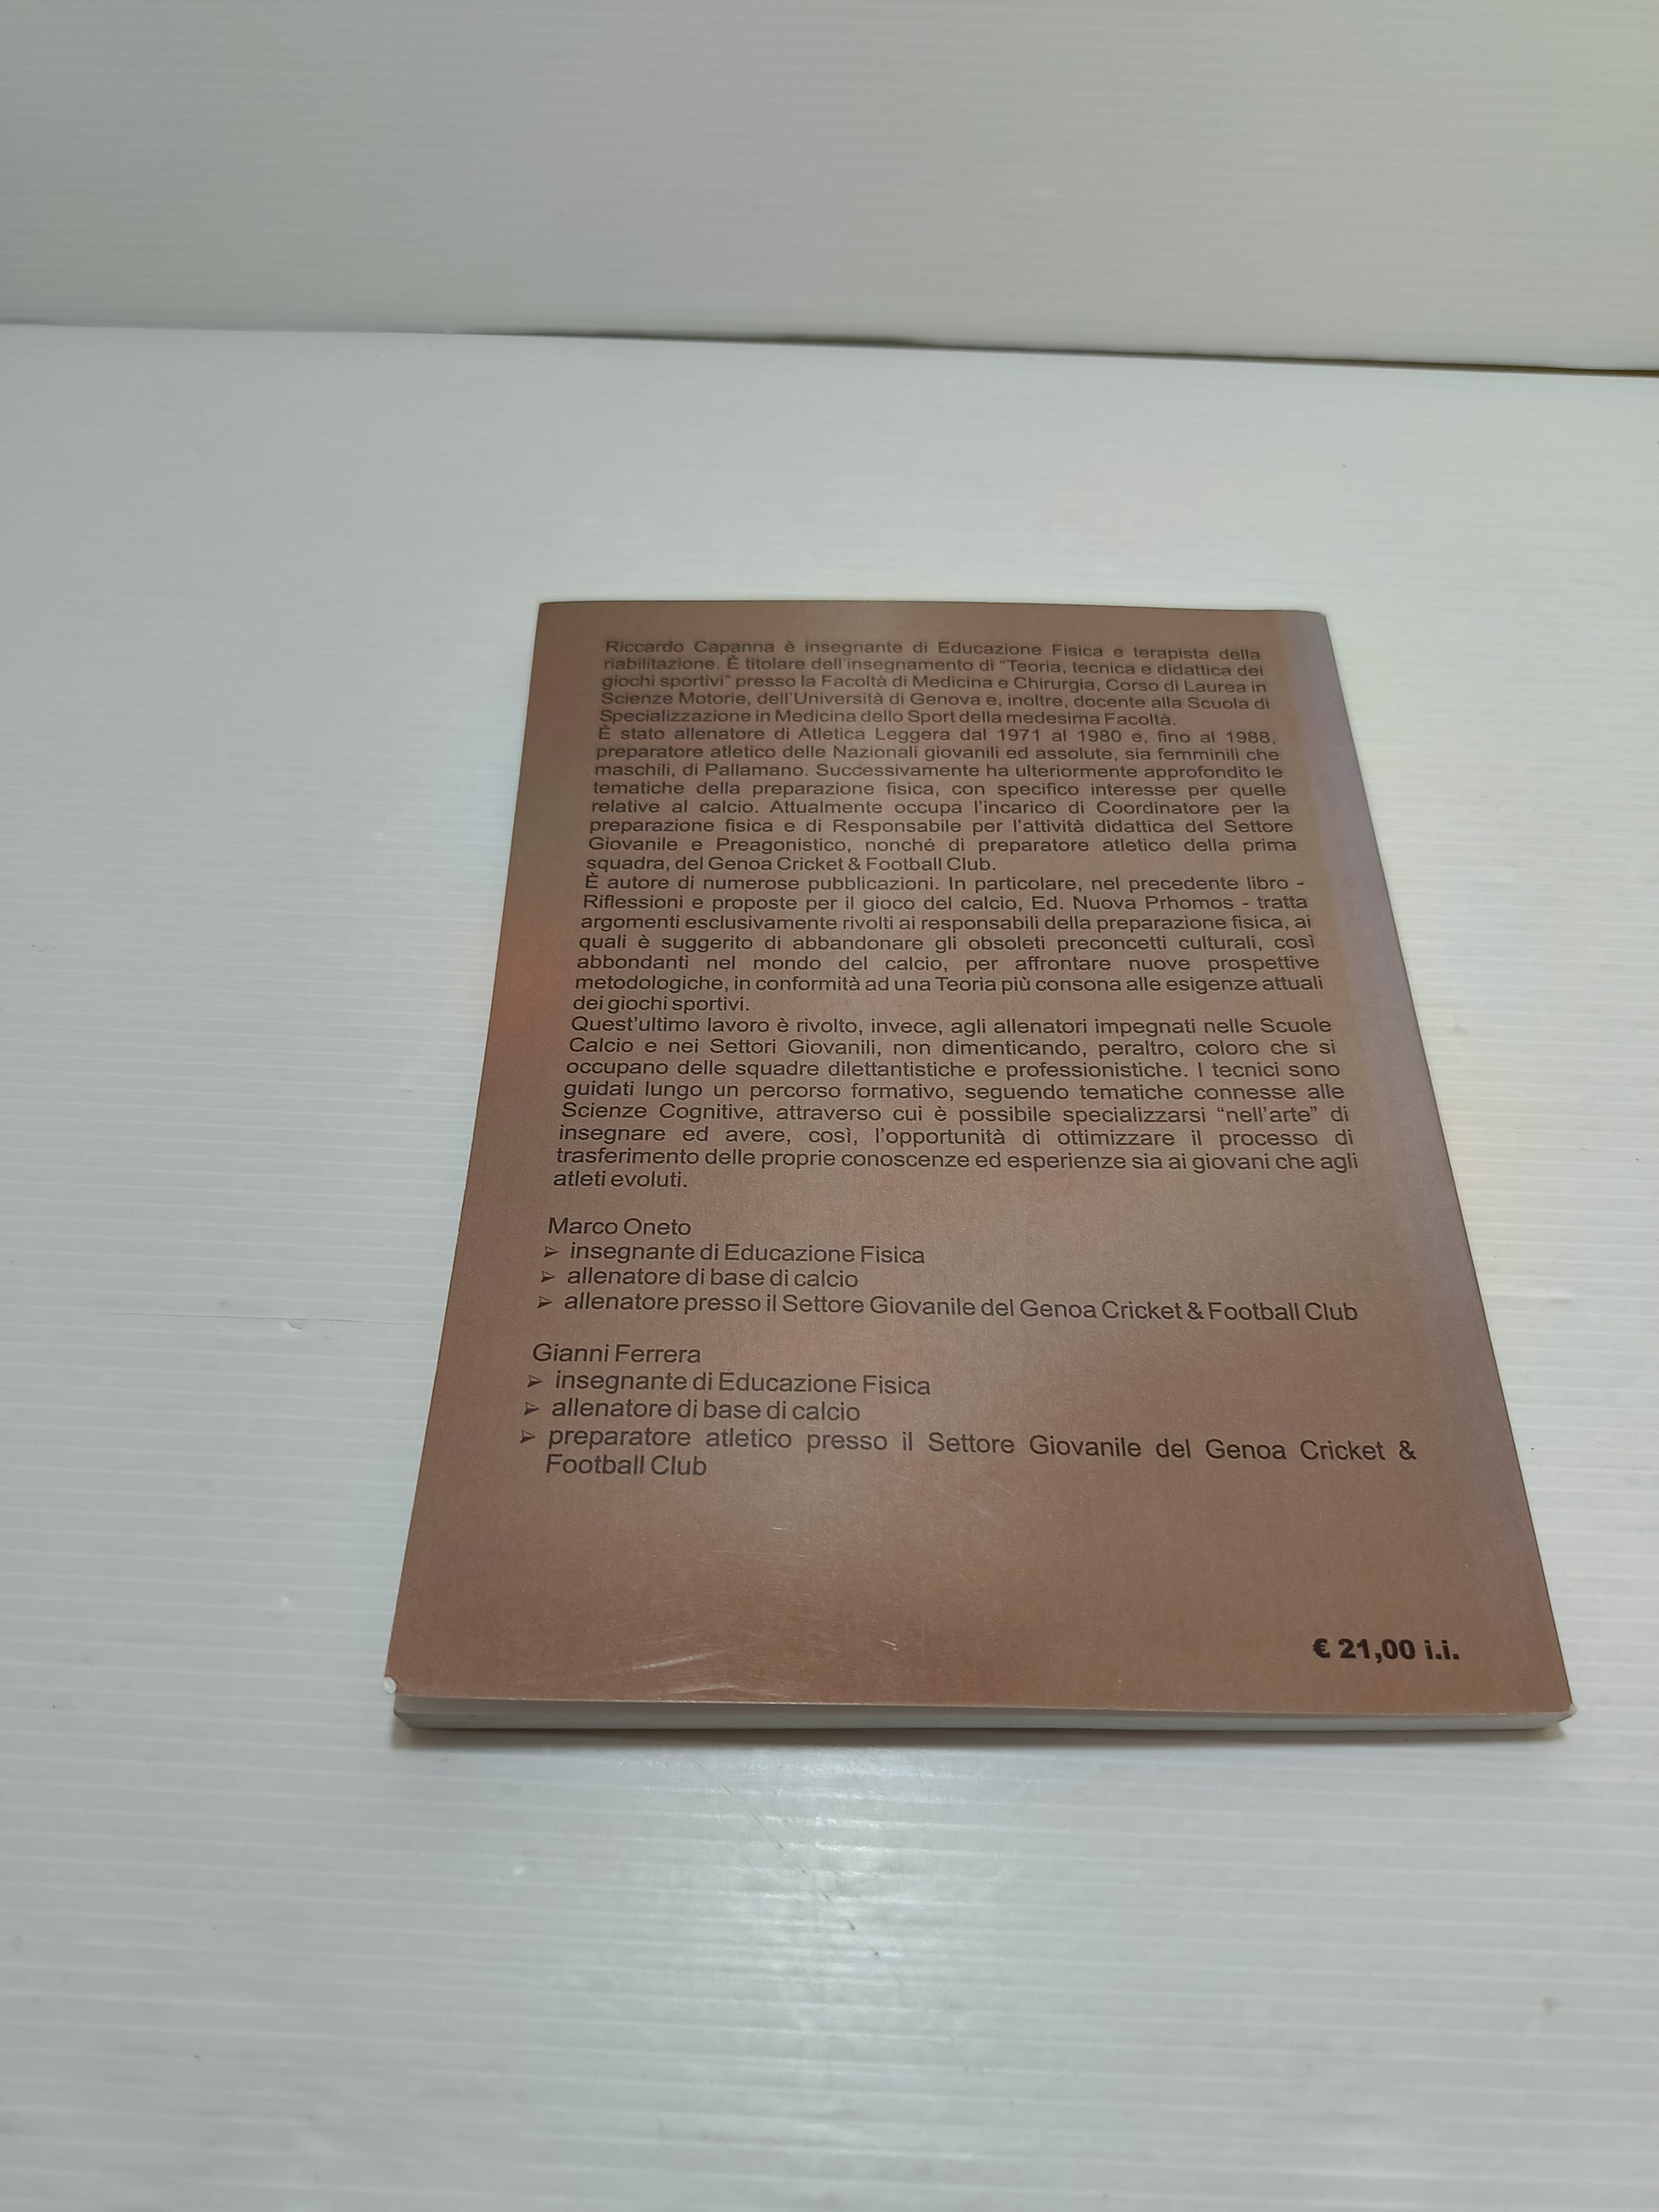 Riccardo Capanna è insegnante di Educazione Fisica e terapista della
riabilitazione. È titolare dell'insegnamento di "Teoria, tecnica e didattica dei
giochi sportivi" presso la Facoltà di Medicina e Chirurgia, Corso di Laurea in
Scienze Motorie, dell'Università di Genova e, inoltre, docente alla Scuola di
Specializzazione in Medicina dello Sport della medesima Facoltà.
È stato allenatore di Atletica Leggera dal 1971 al 1980 e, fino al 1988,
preparatore atletico delle Nazionali giovanili ed assolute, sia femminili che
maschili, di Pallamano. Successivamente ha ulteriormente approfondito le
tematiche della preparazione fisica, con specifico interesse per quelle
relative al calcio. Attualmente occupa l'incarico di Coordinatore per la
preparazione fisica e di Responsabile per l'attività didattica del Settore
Giovanile e Preagonistico, nonché di preparatore atletico della prima
squadra, del Genoa Cricket & Football Club.
È autore di numerose pubblicazioni. In particolare, nel precedente libro -
Riflessioni e proposte per il gioco del calcio, Ed. Nuova Prhomos - tratta
argomenti esclusivamente rivolti ai responsabili della preparazione fisica, ai
quali è suggerito di abbandonare gli obsoleti preconcetti culturali, così
abbondanti nel mondo del calcio, per affrontare nuove prospettive
metodologiche, in conformità ad una Teoria più consona alle esigenze attuali
dei giochi sportivi.
Quest'ultimo lavoro è rivolto, invece, agli allenatori impegnati nelle Scuole
Calcio e nei Settori Giovanili, non dimenticando, peraltro, coloro che si
occupano delle squadre dilettantistiche e professionistiche. I tecnici sono
guidati lungo un percorso formativo, seguendo tematiche connesse alle
Scienze Cognitive, attraverso cui è possibile specializzarsi "nell'arte" di
insegnare ed avere, così, l'opportunità di ottimizzare il processo di
trasferimento delle proprie conoscenze ed esperienze sia ai giovani che agli
atleti evoluti.
Marco Oneto
➢ insegnante di Educazione Fisica
➢ allenatore di base di calcio
➢ allenatore presso il Settore Giovanile del Genoa Cricket & Football Club
Gianni Ferrera
➢ insegnante di Educazione Fisica
➢ allenatore di base di calcio
➢ preparatore atletico presso il Settore Giovanile del Genoa Cricket &
Football Club
€ 21,00 i.i.